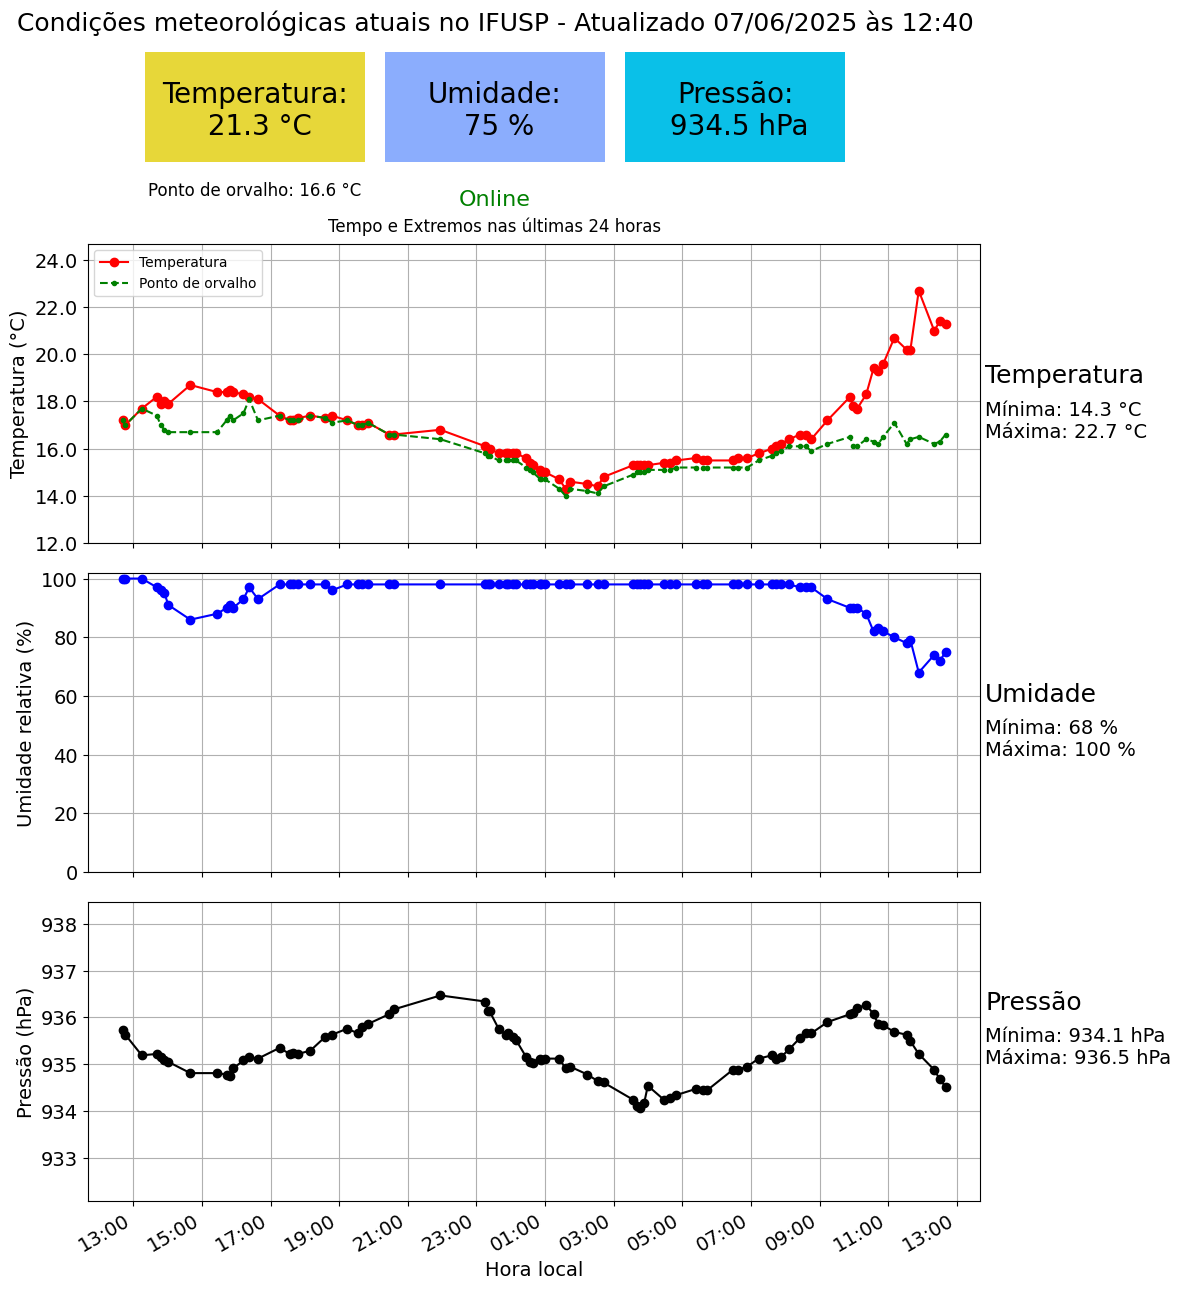 Condições meteorológicas atuais no IFUSP - Atualizado 07/06/2025 às 12:40
Temperatura:
21.3 °C
Umidade:
75 %
Pressão:
934.5 hPa
Ponto de orvalho: 16.6 °C
Online
Tempo e Extremos nas últimas 24 horas
Temperatura (°C)
24.0
22.0
20.0
18.0
16.0
14.0
12.0
Temperatura
Ponto de orvalho
Temperatura
Mínima: 14.3 °C
Máxima: 22.7 °C
Umidade relativa (%)
100
80
60
40
20
0
Umidade
Mínima: 68 %
Máxima: 100 %
Pressão (hPa)
938
937
936
935
934
933
Pressão
Mínima: 934.1 hPa
Máxima: 936.5 hPa
13:00
15:00
17:00
19:00
21:00
23:00
01:00
03:00
05:00
07:00
09:00
11:00
13:00
Hora local